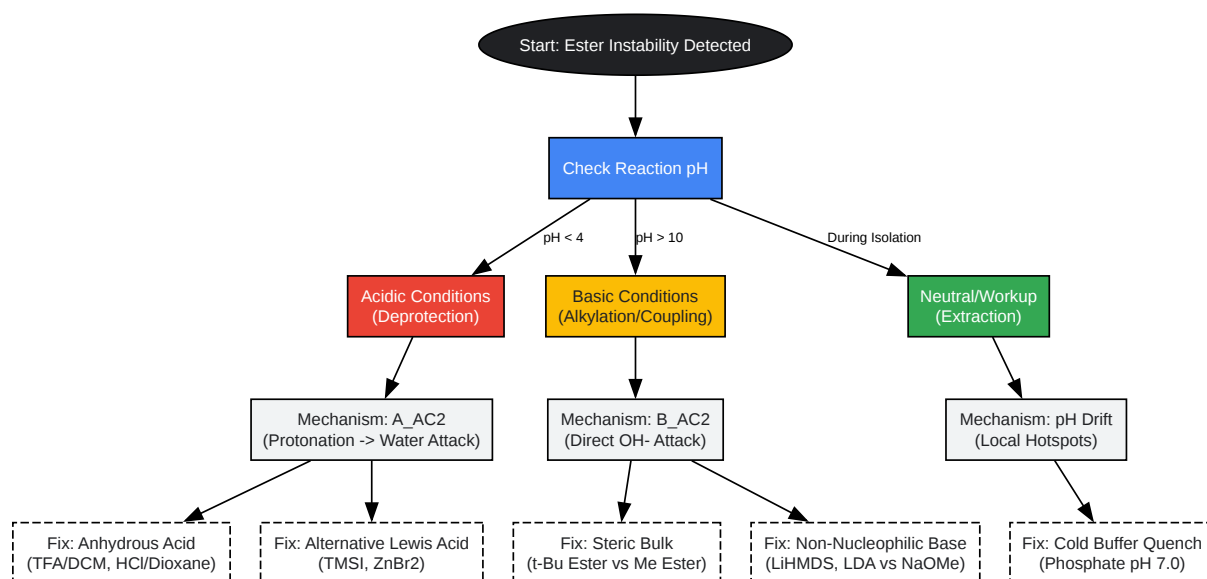 Start: Ester Instability Detected
Check Reaction pH
pH < 4
pH > 10
During Isolation
Acidic Conditions
(Deprotection)
Basic Conditions
(Alkylation/Coupling)
Neutral/Workup
(Extraction)
Mechanism: A_AC2
(Protonation -> Water Attack)
Mechanism: B_AC2
(Direct OH- Attack)
Mechanism: pH Drift
(Local Hotspots)
Fix: Anhydrous Acid
(TFA/DCM, HCl/Dioxane)
Fix: Alternative Lewis Acid
(TMSI, ZnBr2)
Fix: Steric Bulk
(t-Bu Ester vs Me Ester)
Fix: Non-Nucleophilic Base
(LiHMDS, LDA vs NaOMe)
Fix: Cold Buffer Quench
(Phosphate pH 7.0)